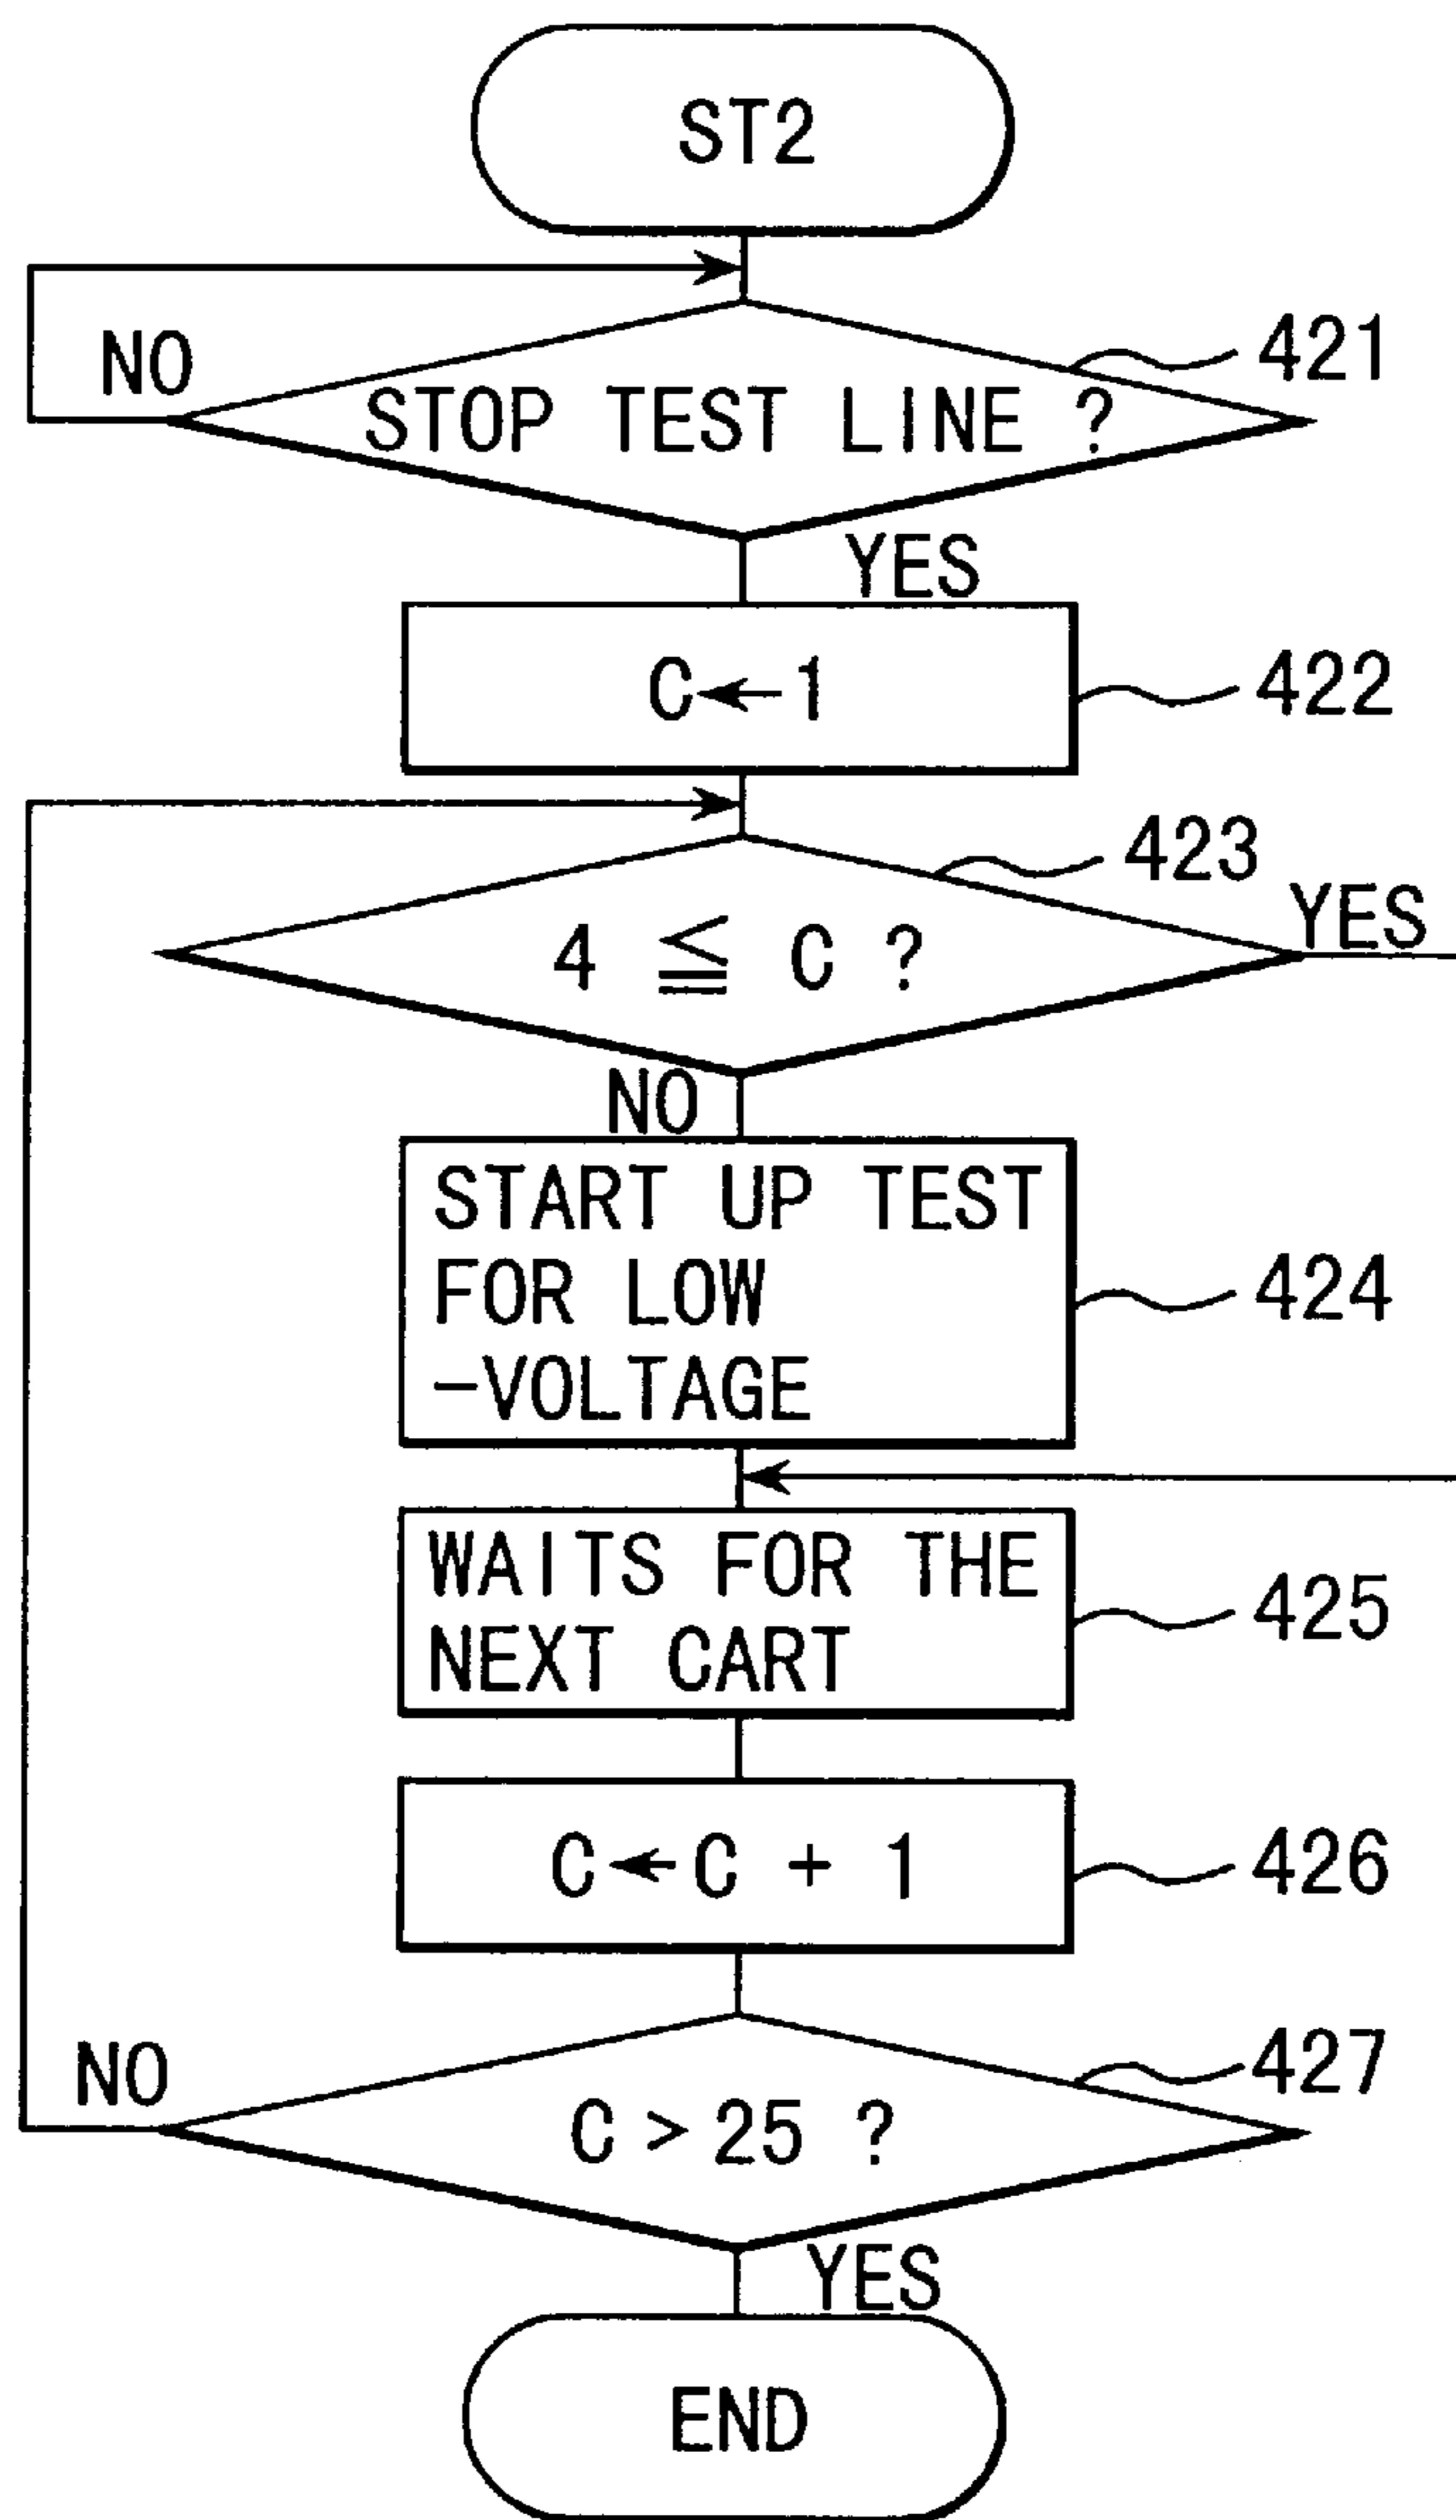 ST2
NO
421
STOP TEST LINE ?
YES
C←1
422
423
YES
4 ≦ C ?
NO
START UP TEST
FOR LOW
-VOLTAGE
424
WAITS FOR THE
NEXT CART
425
C←C + 1
426
NO
427
C > 25 ?
YES
END